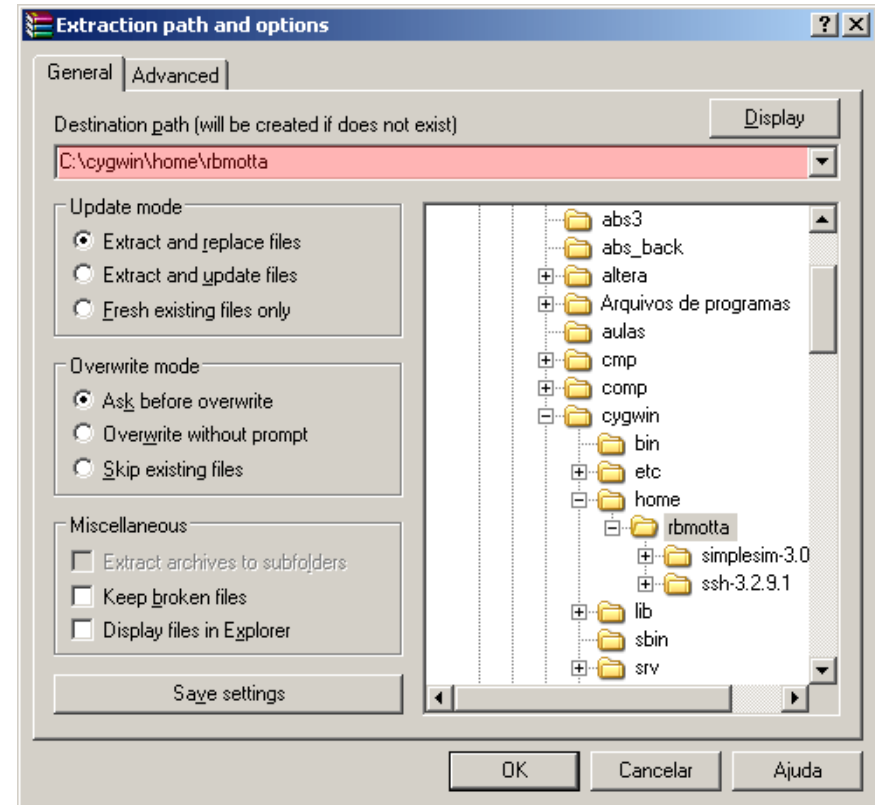 Extraction path and options
General
Advanced
Destination path (will be created if does not exist)
Display
C:\cygwin\home\rbmotta
Update mode
Extract and replace files
Extract and update files
Fresh existing files only
Overwrite mode
Ask before overwrite
Overwrite without prompt
Skip existing files
Miscellaneous
Extract archives to subfolders
Keep broken files
Display files in Explorer
Save settings
abs3
abs_back
altera
Arquivos de programas
aulas
cmp
comp
cygwin
bin
etc
home
rbmotta
simplesim-3.0
ssh-3.2.9.1
lib
sbin
srv
OK
Cancelar
Ajuda